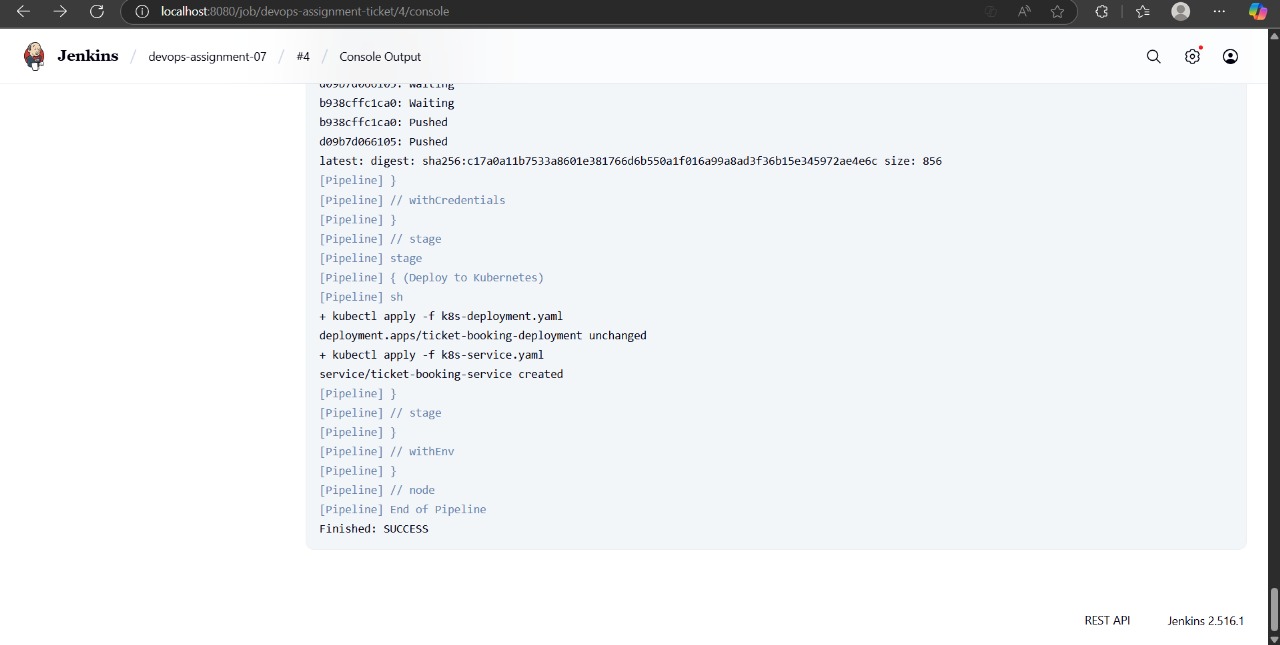 localhost:8080/job/devops-assignment-ticket/4/console
Jenkins / devops-assignment-07 / #4 / Console Output
d09b7d066105: Waiting
b938cffc1ca0: Waiting
b938cffc1ca0: Pushed
d09b7d066105: Pushed
latest: digest: sha256:c17a0a11b7533a8601e381766d6b550a1f016a99a8ad3f36b15e345972ae4e6c size: 856
[Pipeline] }
[Pipeline] // withCredentials
[Pipeline] }
[Pipeline] // stage
[Pipeline] stage
[Pipeline] { (Deploy to Kubernetes)
[Pipeline] sh
+ kubectl apply -f k8s-deployment.yaml
deployment.apps/ticket-booking-deployment unchanged
+ kubectl apply -f k8s-service.yaml
service/ticket-booking-service created
[Pipeline] }
[Pipeline] // stage
[Pipeline] }
[Pipeline] // withEnv
[Pipeline] }
[Pipeline] // node
[Pipeline] End of Pipeline
Finished: SUCCESS
REST API Jenkins 2.516.1